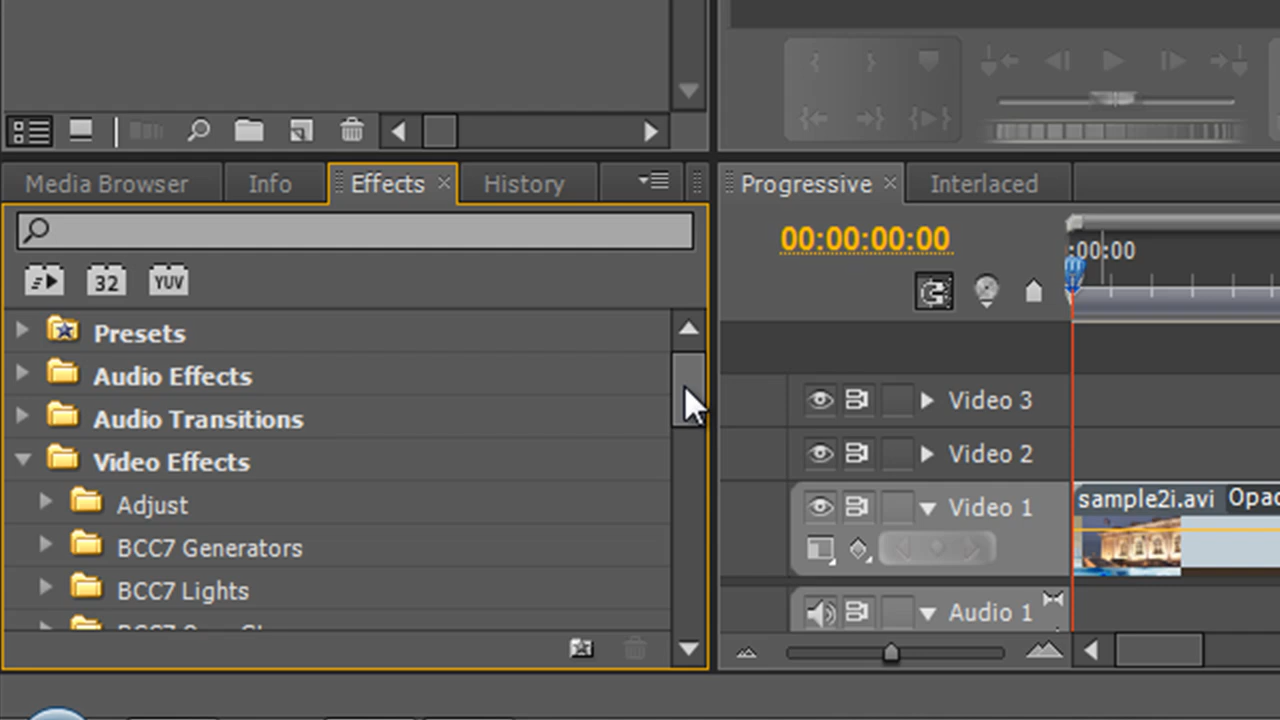 Media Browser
Info
Effects
History
Progressive
Interlaced
00:00:00:00
:00:00
32
YUV
Presets
Audio Effects
Audio Transitions
Video Effects
Adjust
BCC7 Generators
BCC7 Lights
Video 3
Video 2
Video 1
sample2i.avi
Audio 1